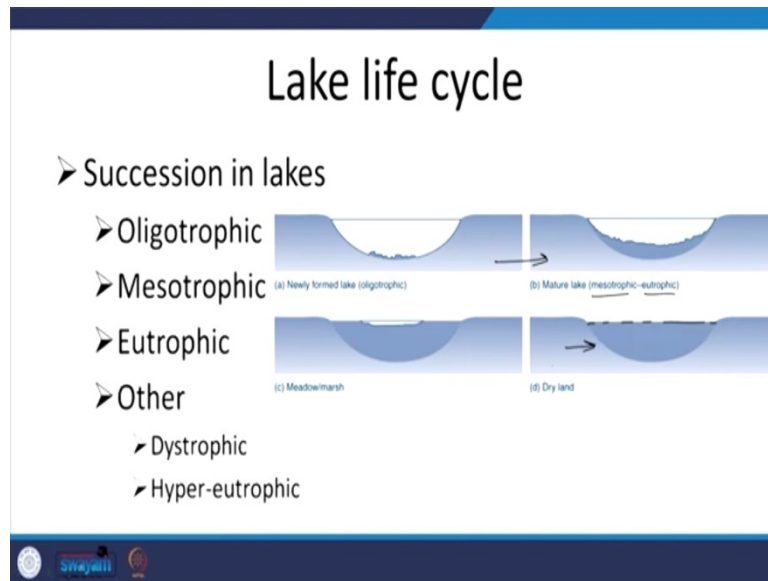 Lake life cycle
➢Succession in lakes
➢Oligotrophic
➢Mesotrophic
➢Eutrophic
➢Other
➢Dystrophic
➢Hyper-eutrophic
(a) Newly formed lake (oligotrophic)
(b) Mature lake (mesotrophic–eutrophic)
(c) Meadow/marsh
(d) Dry land
swayam